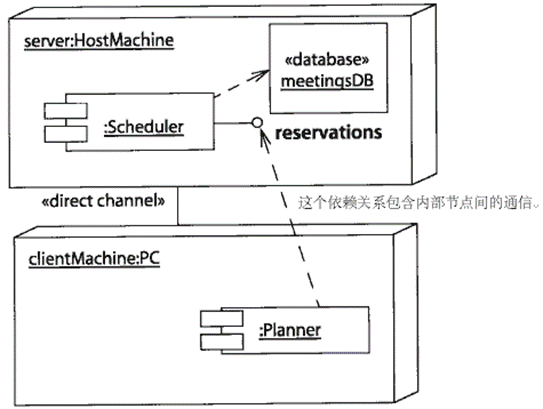 server:HostMachine
«database»
meetingsDB
:Scheduler
reservations
«direct channel»
这个依赖关系包含内部节点间的通信。
clientMachine:PC
:Planner